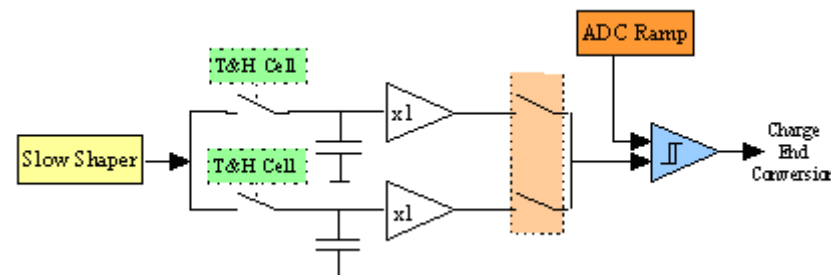 ADC Ramp
T&H Cell
x1
Slow Shaper
T&H Cell
x1
Charge
End
Conversion